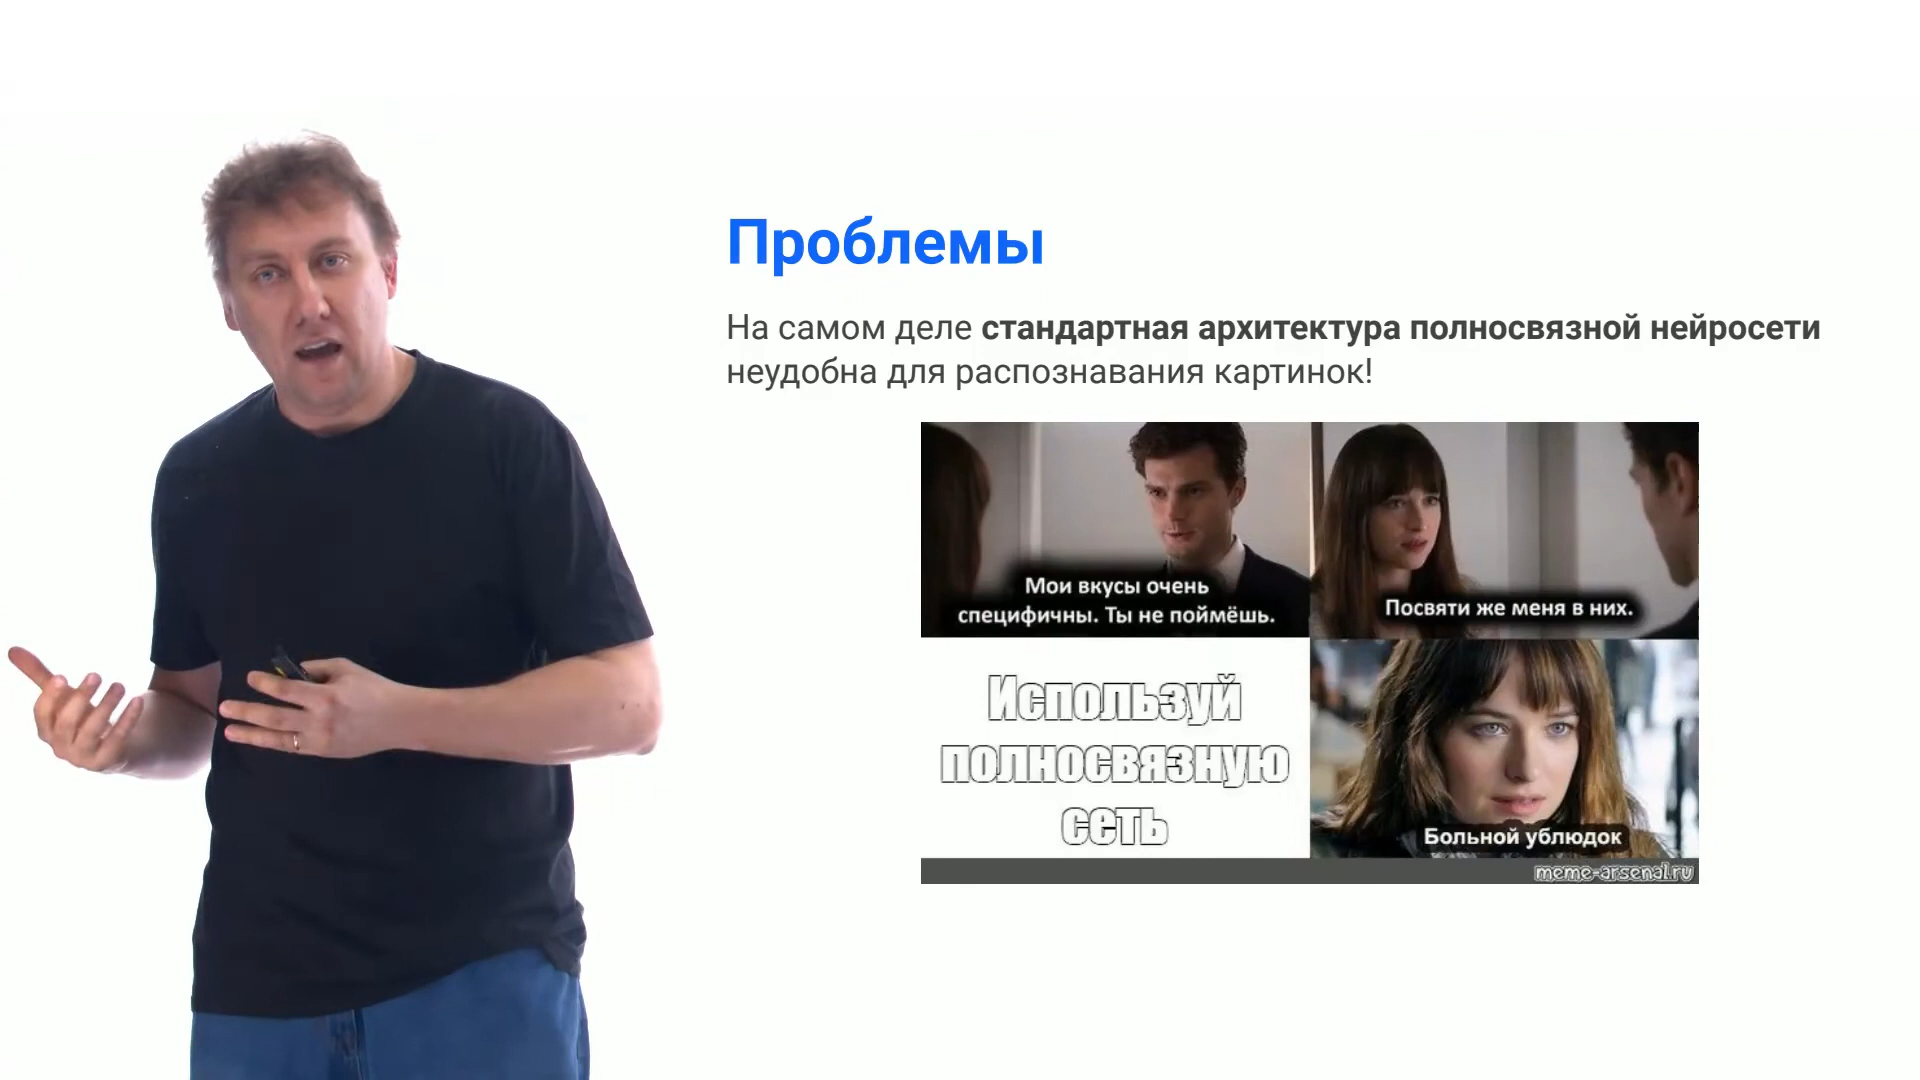 Проблемы
На самом деле стандартная архитектура полносвязной нейросети
неудобна для распознавания картинок!
Мои вкусы очень
специфичны. Ты не поймёшь.
Посвяти же меня в них.
Используй
полносвязную
сеть
Больной ублюдок
meme-arsenal.ru